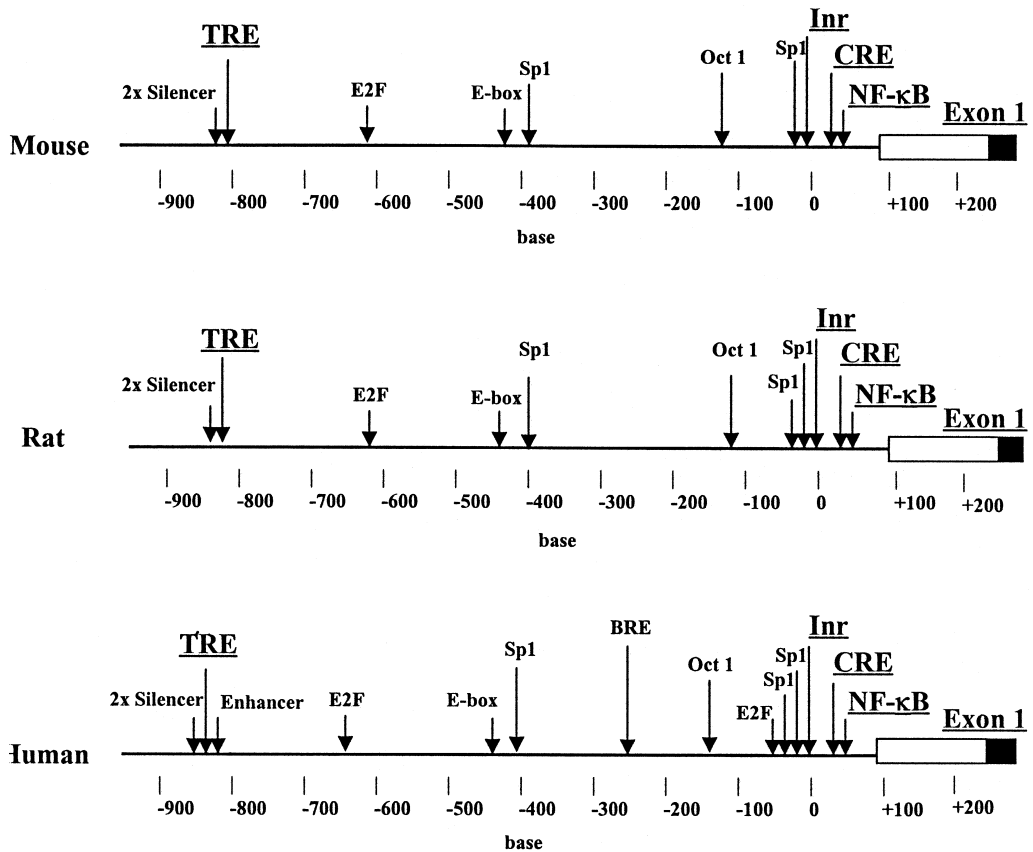 Inr
TRE
Sp1
CRE
Oct 1
Sp1
2x Silencer
E2F
E-box
NF-κB
Exon 1
Mouse
-900 -800 -700 -600 -500 -400 -300 -200 -100 0 +100 +200
base
Inr
TRE
Sp1
Oct 1
Sp1
CRE
2x Silencer
E2F
E-box
Sp1
NF-κB
Exon 1
Rat
-900 -800 -700 -600 -500 -400 -300 -200 -100 0 +100 +200
base
BRE
Inr
TRE
Sp1
Oct 1
Sp1
CRE
Sp1
2x Silencer
Enhancer
E2F
E-box
E2F
NF-κB
Exon 1
Human
-900 -800 -700 -600 -500 -400 -300 -200 -100 0 +100 +200
base